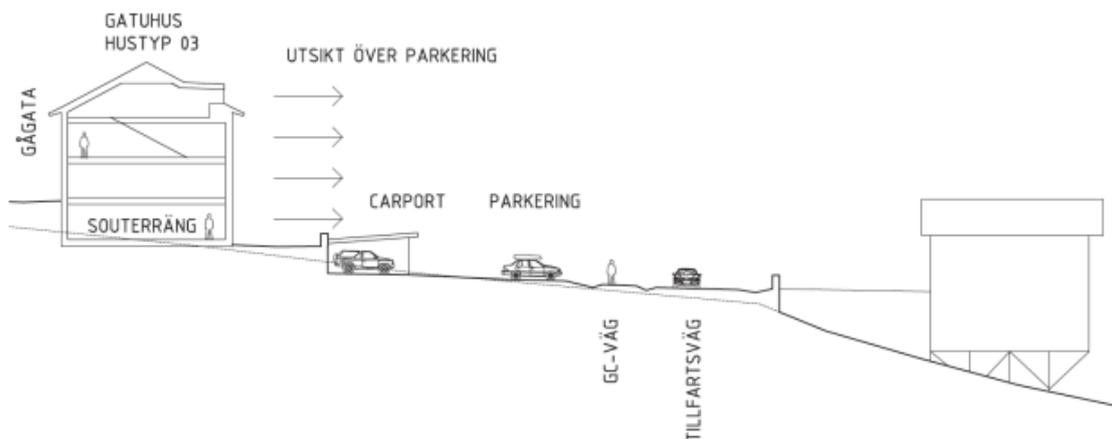 GATUHUS
HUSTYP 03
UTSIKT ÖVER PARKERING
GÅGATA
CARPORT
PARKERING
SOUTERRÄNG
GC-VÄG
TILLFARTSVÄG